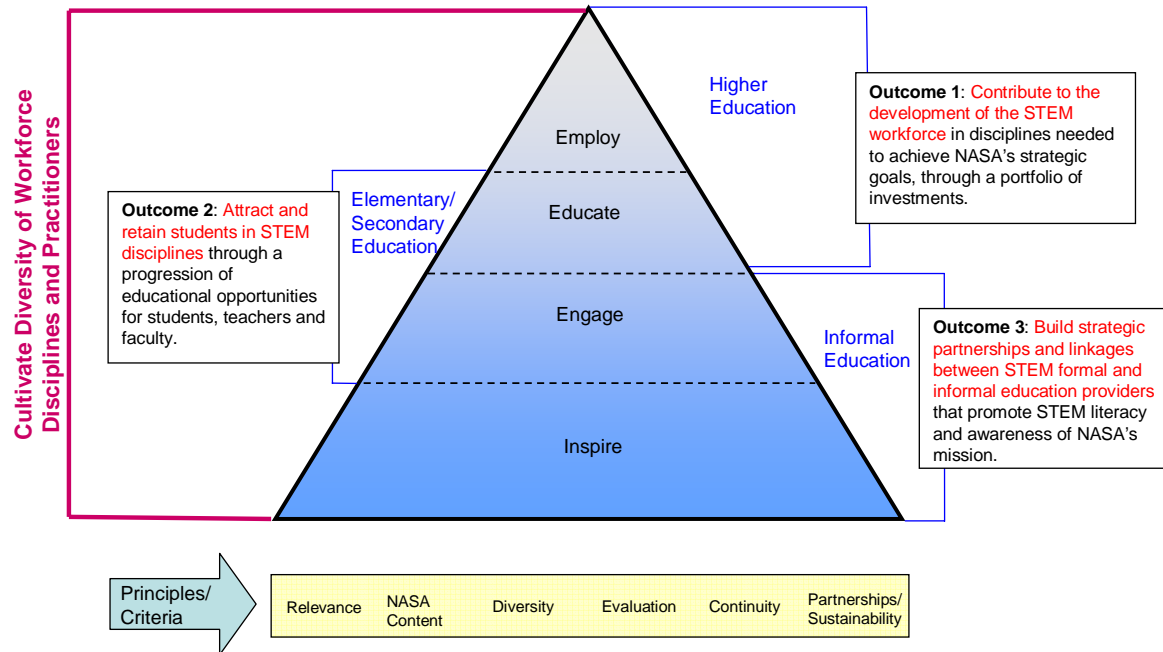 Cultivate Diversity of Workforce
Disciplines and Practitioners
Higher
Education
Outcome 1: Contribute to the
development of the STEM
workforce in disciplines needed
to achieve NASA's strategic
goals, through a portfolio of
investments.
Employ
Elementary/
Secondary
Education
Outcome 2: Attract and
retain students in STEM
disciplines through a
progression of
educational opportunities
for students, teachers and
faculty.
Educate
Engage
Informal
Education
Outcome 3: Build strategic
partnerships and linkages
between STEM formal and
informal education providers
that promote STEM literacy
and awareness of NASA's
mission.
Inspire
Principles/
Criteria
Relevance
NASA
Content
Diversity
Evaluation
Continuity
Partnerships/
Sustainability